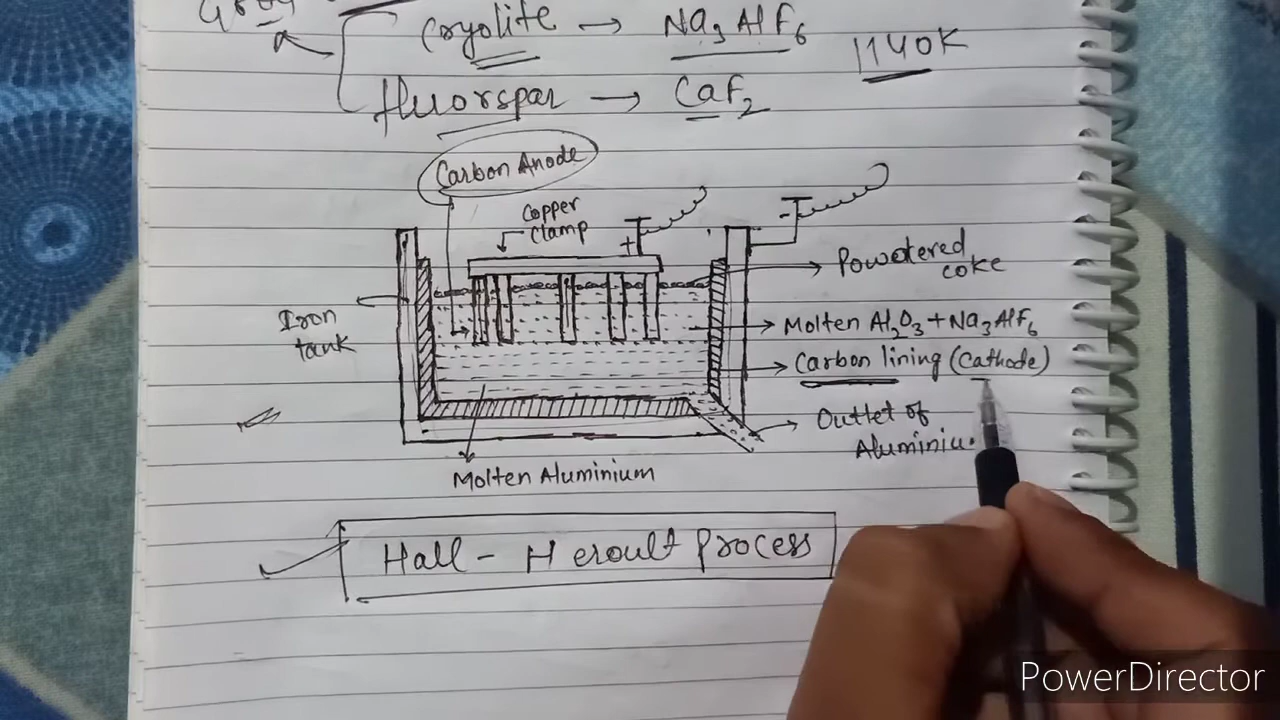 Cryolite → Na3AlF6
1140K
fluorspar → CaF2
Carbon Anode
Copper
clamp
+
-
Powdered
coke
Iron
tank
Molten Al2O3 + Na3AlF6
Carbon lining (Cathode)
Outlet of
Aluminiu
Molten Aluminium
Hall - Heroult Process
PowerDirector